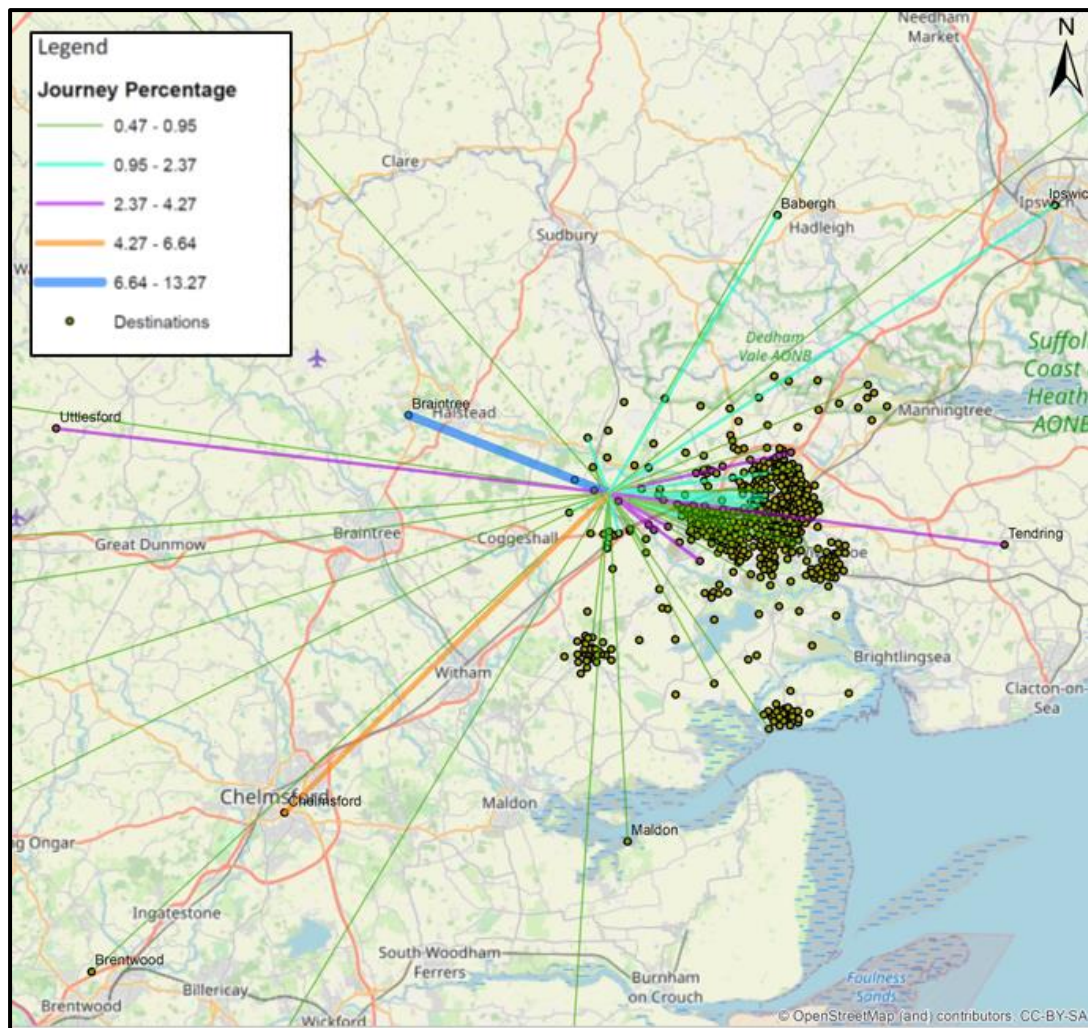 Legend
Journey Percentage
0.47 - 0.95
0.95 - 2.37
2.37 - 4.27
4.27 - 6.64
6.64 - 13.27
Destinations
N
Needham
Market
Clare
Sudbury
Babergh
Hadleigh
Ipswic
Ipswich
Dedham
Vale AONB
Suffol
Coast
Heath
AONB
Manningtree
Uttlesford
Braintree
Halstead
Great Dunmow
Braintree
Coggeshall
Tendring
Witham
Brightlingsea
Clacton-on-
Sea
Chelmsford
Chelmsford
Maldon
Maldon
Ongar
Ingatestone
Brentwood
Brentwood
Billericay
Wickford
South Woodham
Ferrers
Burnham
on Crouch
Foulness
Sands
© OpenStreetMap (and) contributors, CC-BY-SA